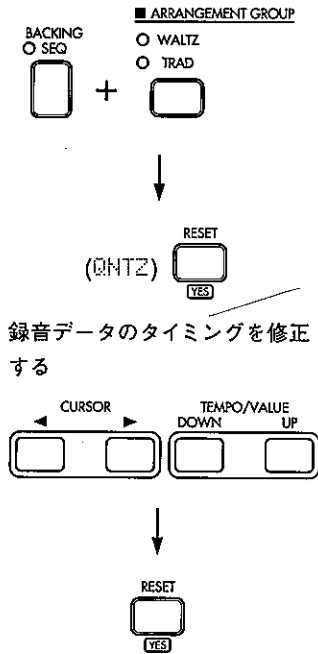 ■ ARRANGEMENT GROUP
BACKING
SEQ
WALTZ
TRAD
+
RESET
(QNTZ)
YES
録音データのタイミングを修正
する
CURSOR
TEMPO/VALUE
DOWN UP
RESET
YES